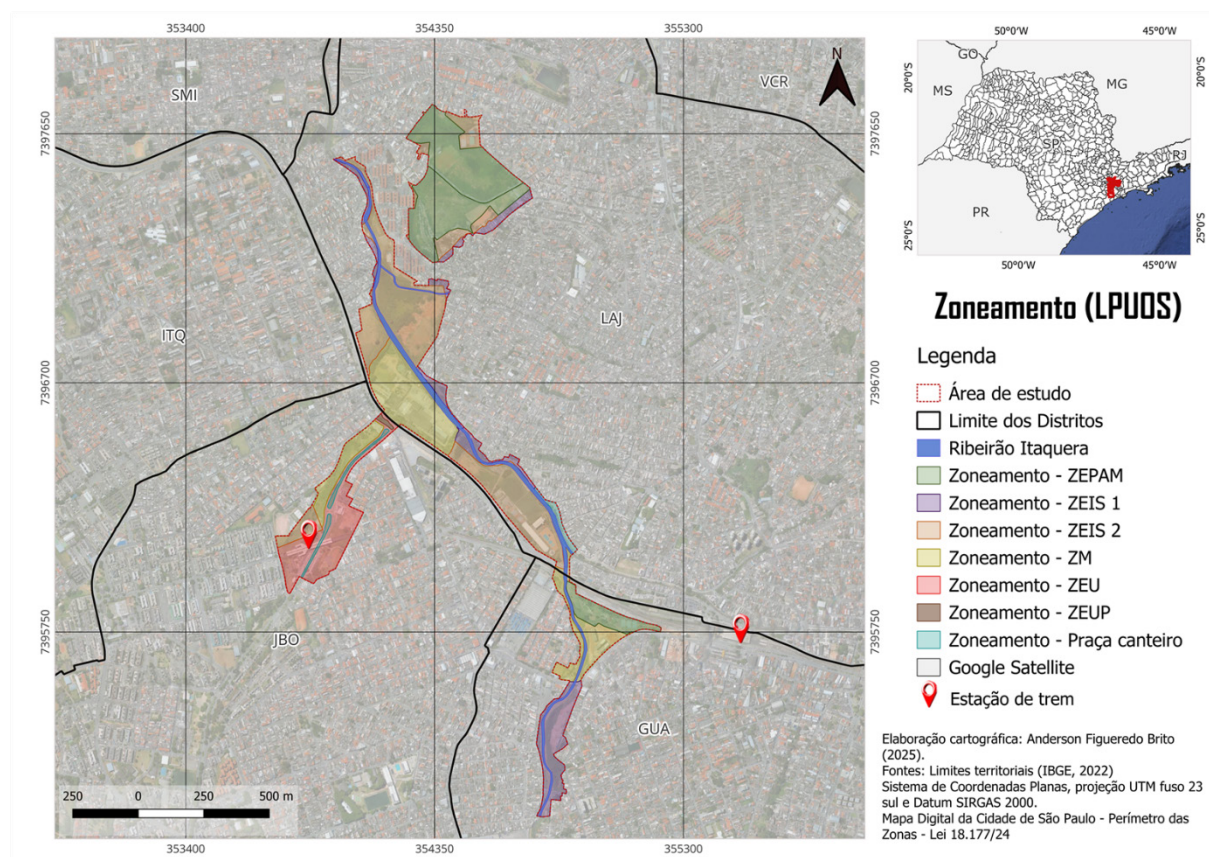 353400
354350
355300
SMI
VCR
N
ITQ
LAJ
JBO
GUA
7397650
7396700
7395750
7397650
7396700
7395750
250 0 250 500 m
353400
354350
355300
50°0'W
45°0'W
20°0'S
20°0'S
25°0'S
25°0'S
GO
MS
MG
SP
RJ
PR
50°0'W
45°0'W
Zoneamento (LPUOS)
Legenda
Área de estudo
Limite dos Distritos
Ribeirão Itaquera
Zoneamento - ZEPAM
Zoneamento - ZEIS 1
Zoneamento - ZEIS 2
Zoneamento - ZM
Zoneamento - ZEU
Zoneamento - ZEUP
Zoneamento - Praça canteiro
Google Satellite
Estação de trem
Elaboração cartográfica: Anderson Figueredo Brito
(2025).
Fontes: Limites territoriais (IBGE, 2022)
Sistema de Coordenadas Planas, projeção UTM fuso 23
sul e Datum SIRGAS 2000.
Mapa Digital da Cidade de São Paulo - Perímetro das
Zonas - Lei 18.177/24